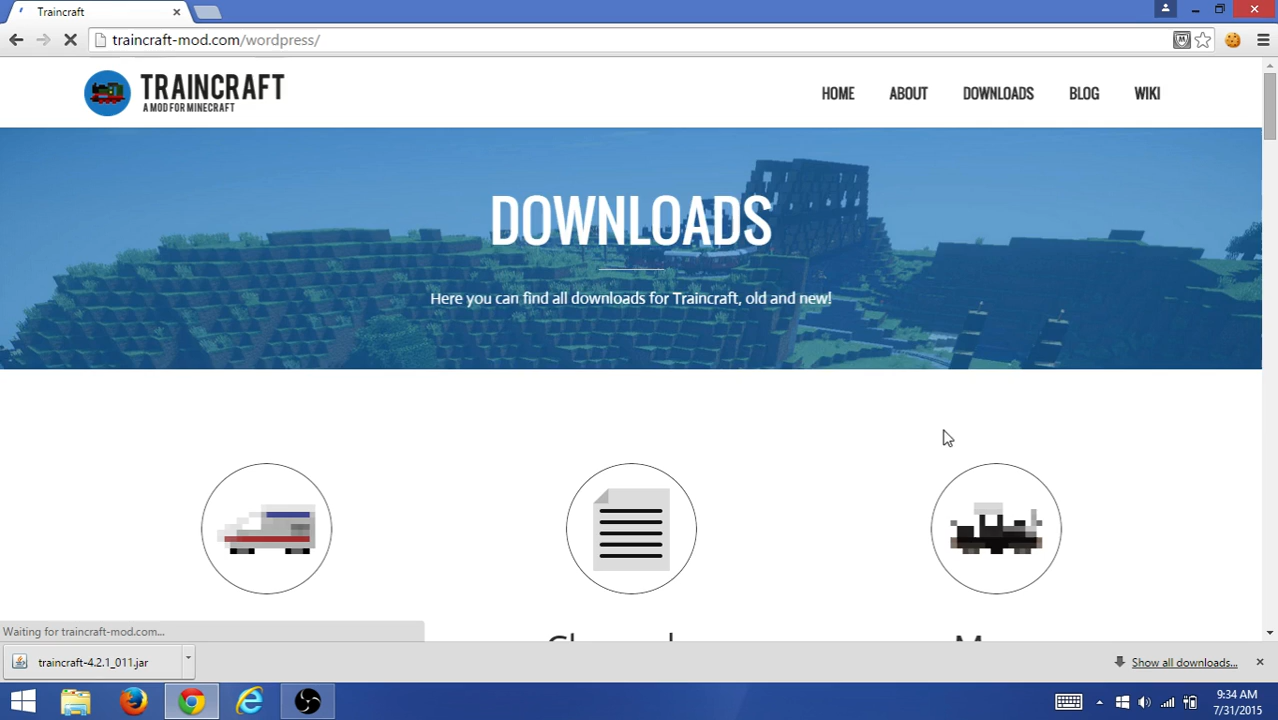 Traincraft
traincraft-mod.com/wordpress/
TRAINCRAFT
A MOD FOR MINECRAFT
HOME ABOUT DOWNLOADS BLOG WIKI
DOWNLOADS
Here you can find all downloads for Traincraft, old and new!
Waiting for traincraft-mod.com...
traincraft-4.2.1_011.jar
Show all downloads...
9:34 AM
7/31/2015